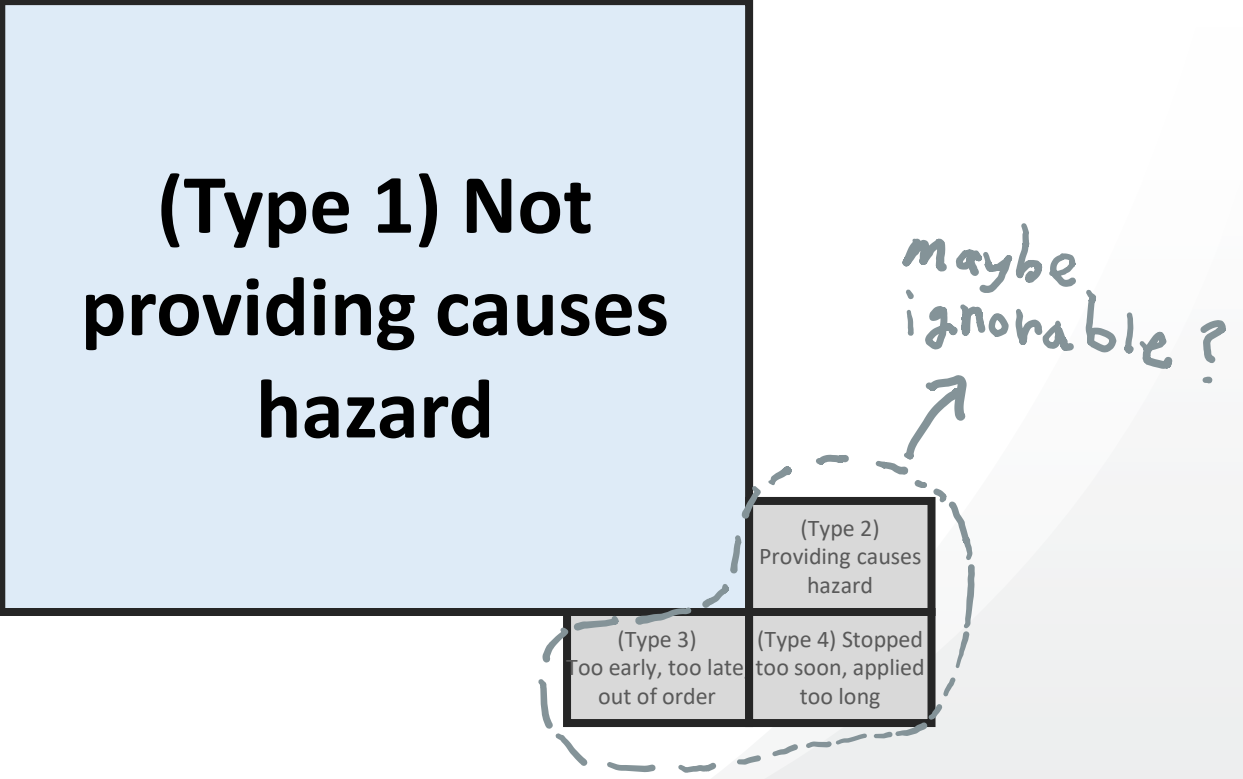 (Type 1) Not
providing causes
hazard
maybe
ignorable ?
(Type 2)
Providing causes
hazard
(Type 3)
Too early, too late,
out of order
(Type 4) Stopped
too soon, applied
too long